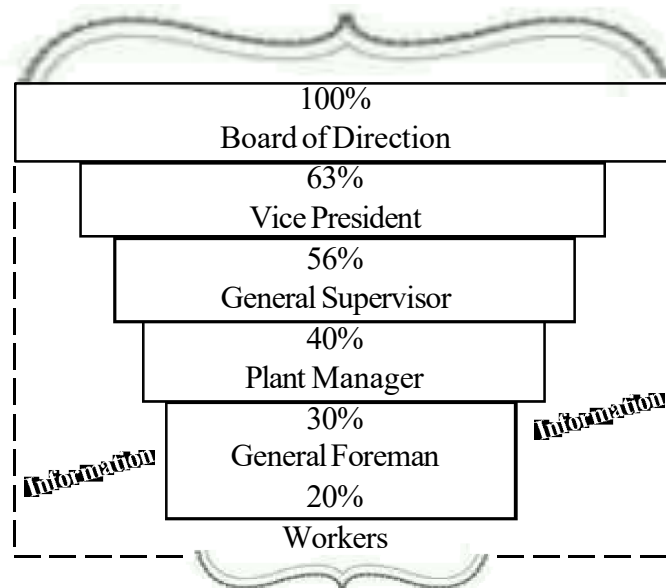 100%
Board of Direction
63%
Vice President
56%
General Supervisor
40%
Plant Manager
30%
General Foreman
20%
Workers
Information
Information